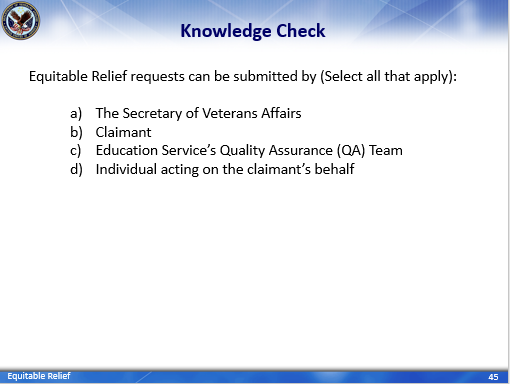 Knowledge Check
Equitable Relief requests can be submitted by (Select all that apply):
a) The Secretary of Veterans Affairs
b) Claimant
c) Education Service's Quality Assurance (QA) Team
d) Individual acting on the claimant's behalf
Equitable Relief
45